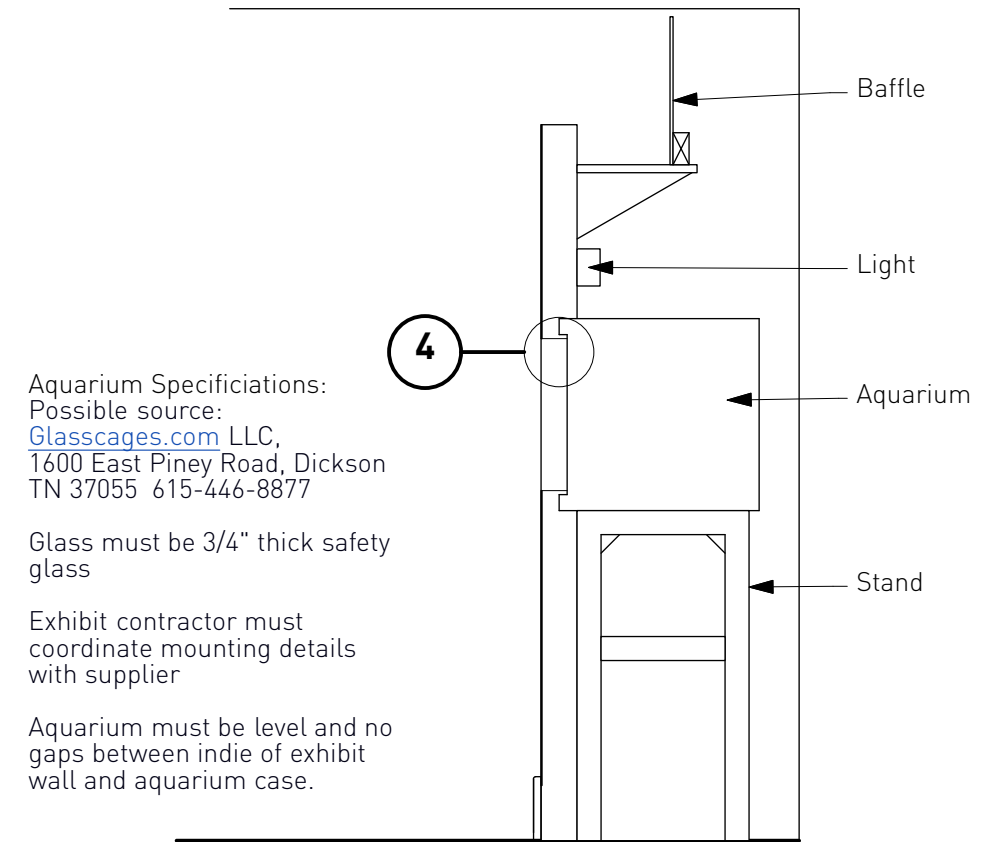 Baffle
Light
4
Aquarium Specificiations:
Possible source:
Glasscages.com LLC,
1600 East Piney Road, Dickson
TN 37055 615-446-8877
Aquarium
Glass must be 3/4" thick safety
glass
Stand
Exhibit contractor must
coordinate mounting details
with supplier
Aquarium must be level and no
gaps between indie of exhibit
wall and aquarium case.